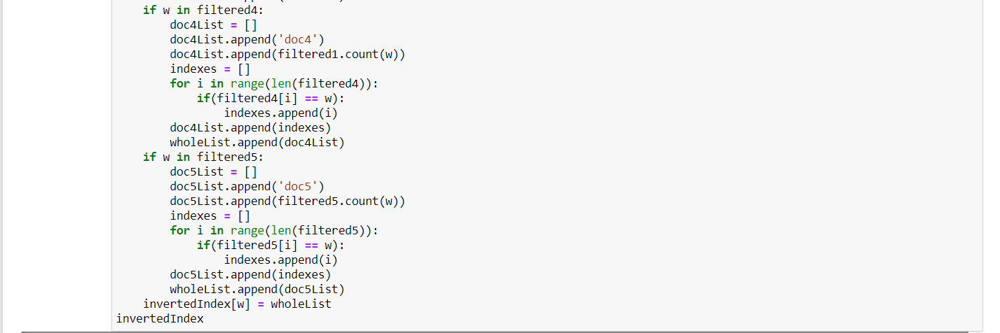 if w in filtered4:
        doc4List = []
        doc4List.append('doc4')
        doc4List.append(filtered1.count(w))
        indexes = []
        for i in range(len(filtered4)):
            if(filtered4[i] == w):
                indexes.append(i)
        doc4List.append(indexes)
        wholeList.append(doc4List)
    if w in filtered5:
        doc5List = []
        doc5List.append('doc5')
        doc5List.append(filtered5.count(w))
        indexes = []
        for i in range(len(filtered5)):
            if(filtered5[i] == w):
                indexes.append(i)
        doc5List.append(indexes)
        wholeList.append(doc5List)
    invertedIndex[w] = wholeList
invertedIndex